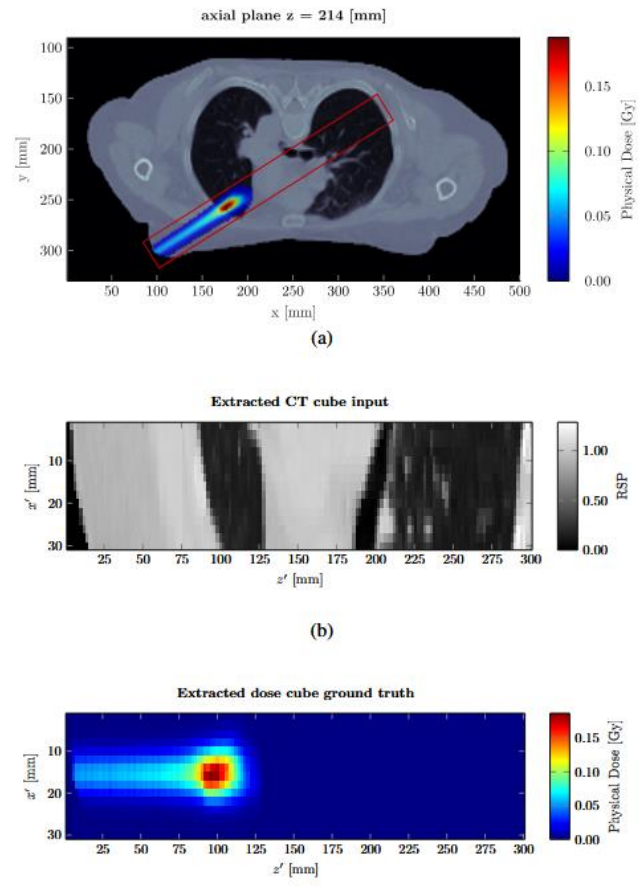 axial plane z = 214 [mm]
100
150
200
250
300
y [mm]
50 100 150 200 250 300 350 400 450 500
x [mm]
0.15
0.10
0.05
0.00
Physical Dose [Gy]
(a)
Extracted CT cube input
10
20
30
x′ [mm]
25 50 75 100 125 150 175 200 225 250 275 300
z′ [mm]
1.00
0.50
0.00
RSP
(b)
Extracted dose cube ground truth
10
20
30
x′ [mm]
25 50 75 100 125 150 175 200 225 250 275 300
z′ [mm]
0.15
0.10
0.05
0.00
Physical Dose [Gy]